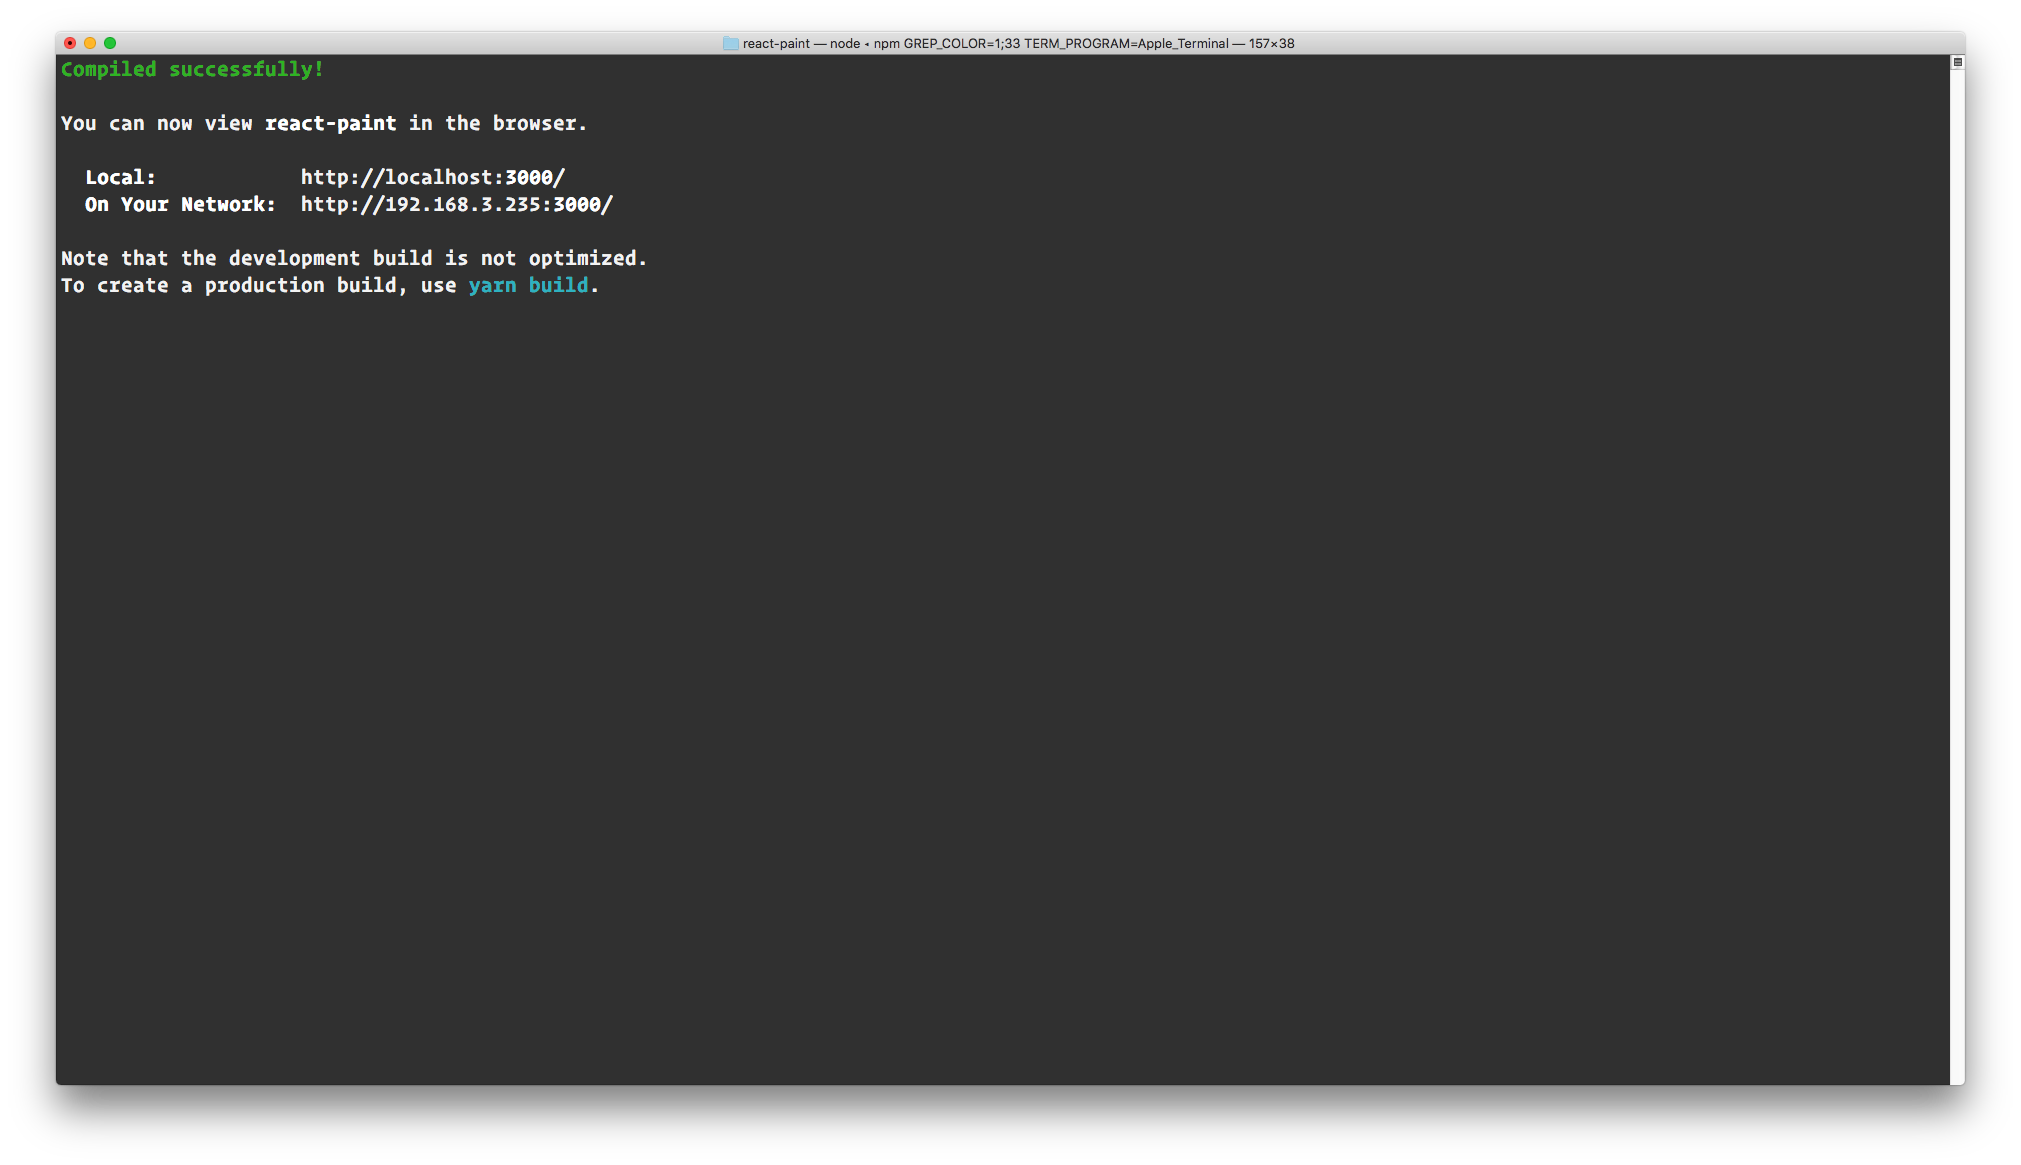 react-paint — node ◂ npm GREP_COLOR=1;33 TERM_PROGRAM=Apple_Terminal — 157×38
Compiled successfully!
You can now view react-paint in the browser.
Local: http://localhost:3000/
On Your Network: http://192.168.3.235:3000/
Note that the development build is not optimized.
To create a production build, use yarn build.